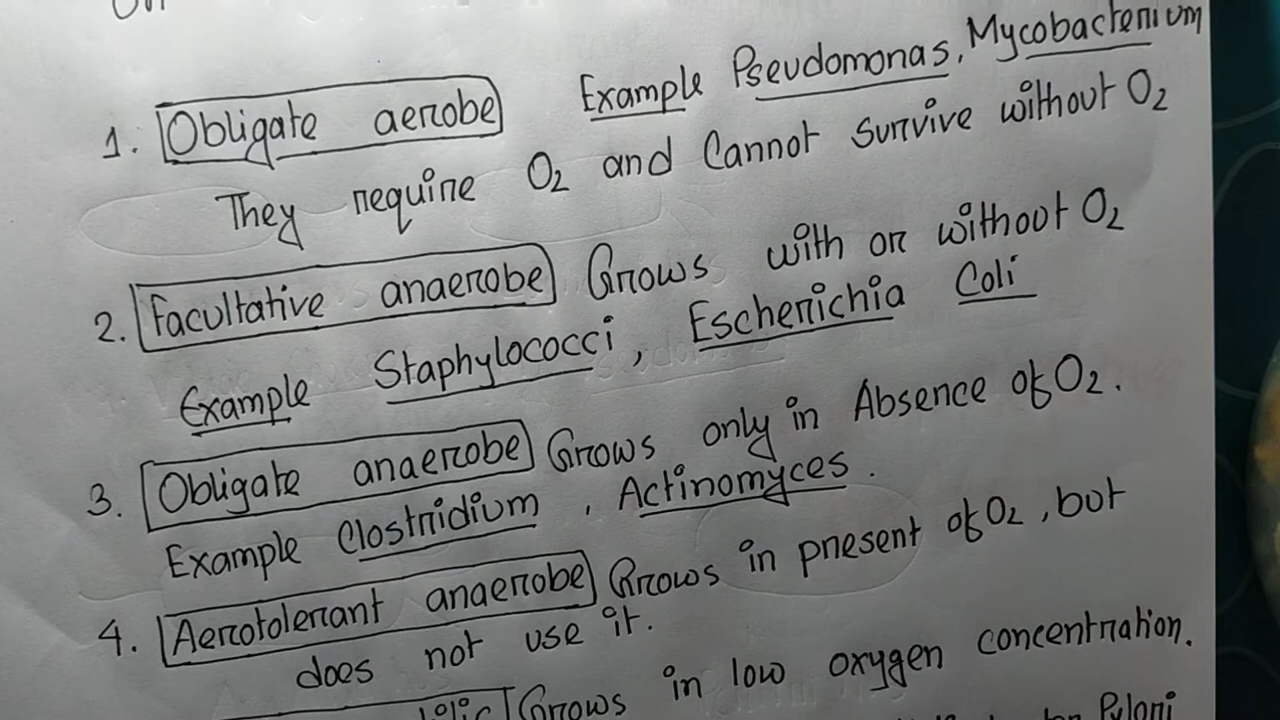 1. Obligate aerobe Example Pseudomonas, Mycobacterium
They require O₂ and Cannot survive without O₂
2. Facultative anaerobe Grows with or without O₂
Example Staphylococci, Escherichia Coli
3. Obligate anaerobe Grows only in Absence of O₂.
Example Clostridium, Actinomyces.
4. Aerotolerant anaerobe Grows in present of O₂, but
does not use it.
Grows in low oxygen concentration.
Pylori